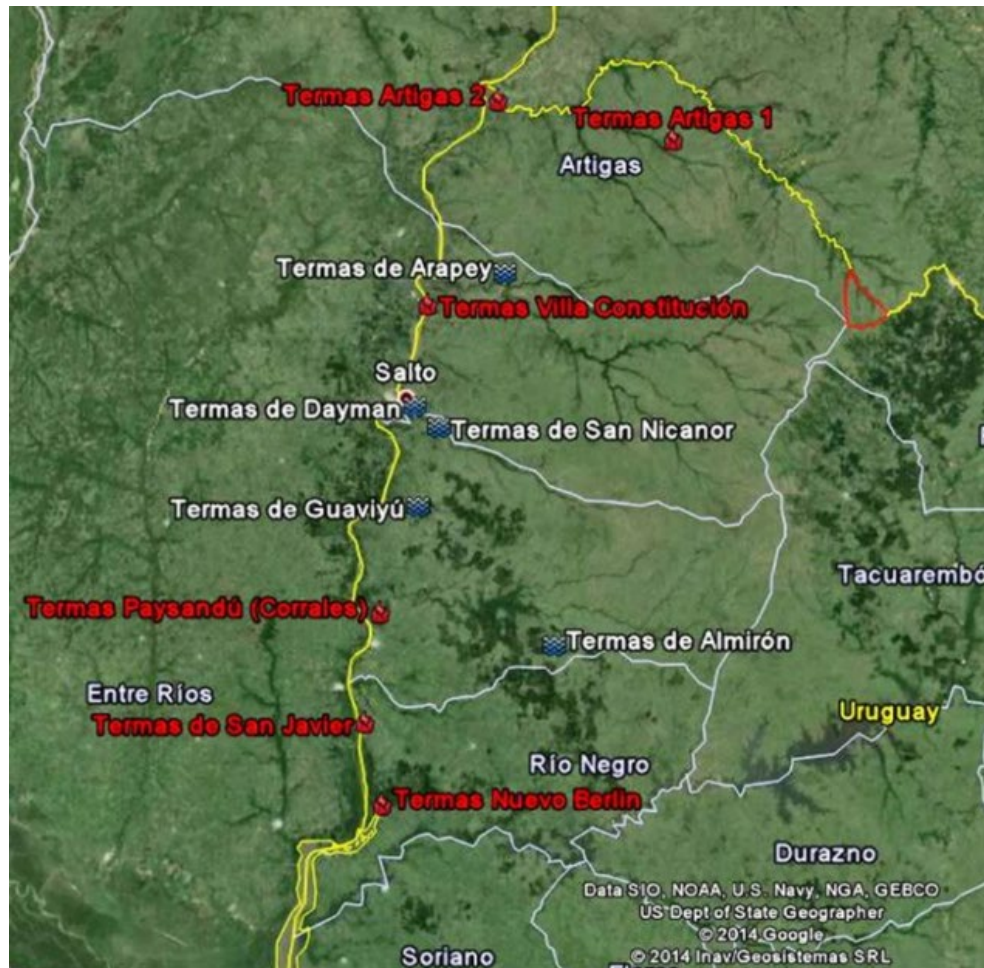 Termas Artigas 2
Termas Artigas 1
Artigas
Termas de Arapey
Termas Villa Constitución
Salto
Termas de Dayman
Termas de San Nicanor
Termas de Guaviyú
Tacuarembó
Termas Paysandú (Corrales)
Termas de Almirón
Entre Ríos
Termas de San Javier
Uruguay
Río Negro
Termas Nuevo Berlin
Durazno
Data SIO, NOAA, U.S. Navy, NGA, GEBCO
US Dept of State Geographer
© 2014 Google
© 2014 Inav/Geosistemas SRL
Soriano